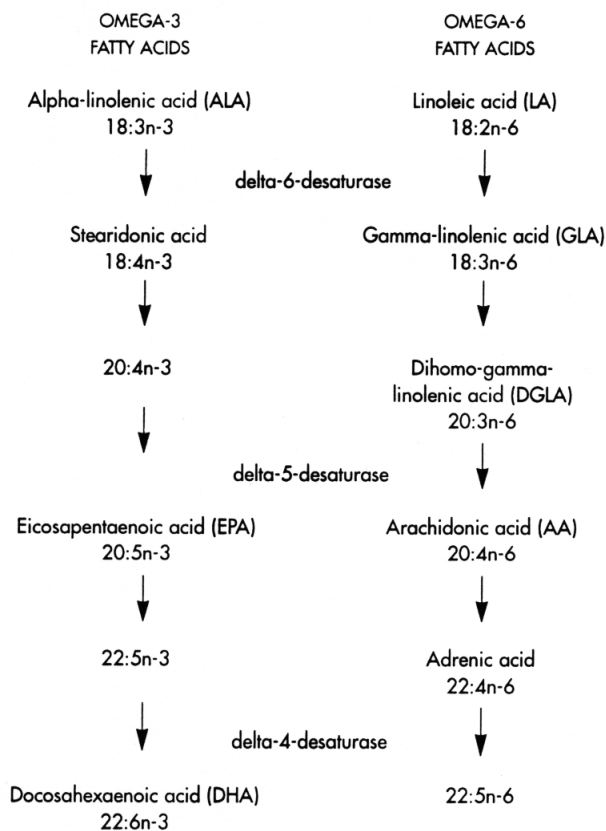 OMEGA-3
FATTY ACIDS
OMEGA-6
FATTY ACIDS
Alpha-linolenic acid (ALA)
18:3n-3
Linoleic acid (LA)
18:2n-6
delta-6-desaturase
Stearidonic acid
18:4n-3
Gamma-linolenic acid (GLA)
18:3n-6
20:4n-3
Dihomo-gamma-
linolenic acid (DGLA)
20:3n-6
delta-5-desaturase
Eicosapentaenoic acid (EPA)
20:5n-3
Arachidonic acid (AA)
20:4n-6
22:5n-3
Adrenic acid
22:4n-6
delta-4-desaturase
Docosahexaenoic acid (DHA)
22:6n-3
22:5n-6